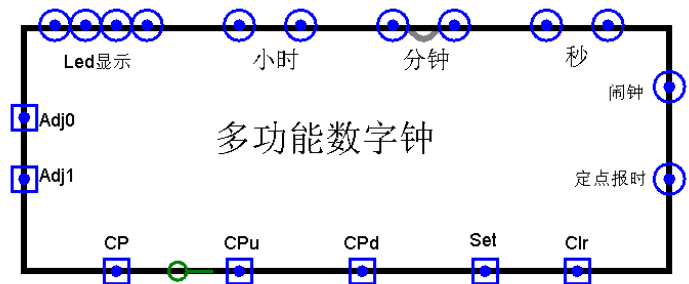 Led显示
小时
分钟
秒
闹钟
Adj0
多功能数字钟
Adj1
定点报时
CP
CPu
CPd
Set
Clr